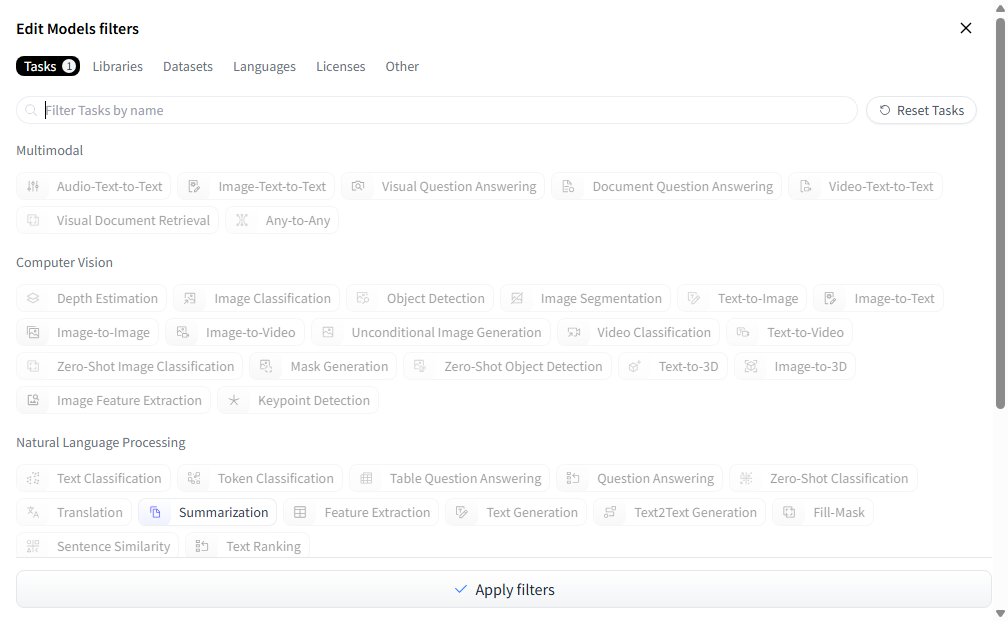 Edit Models filters
Tasks 1 Libraries Datasets Languages Licenses Other
Filter Tasks by name Reset Tasks
Multimodal
Audio-Text-to-Text Image-Text-to-Text Visual Question Answering Document Question Answering Video-Text-to-Text
Visual Document Retrieval Any-to-Any
Computer Vision
Depth Estimation Image Classification Object Detection Image Segmentation Text-to-Image Image-to-Text
Image-to-Image Image-to-Video Unconditional Image Generation Video Classification Text-to-Video
Zero-Shot Image Classification Mask Generation Zero-Shot Object Detection Text-to-3D Image-to-3D
Image Feature Extraction Keypoint Detection
Natural Language Processing
Text Classification Token Classification Table Question Answering Question Answering Zero-Shot Classification
Translation Summarization Feature Extraction Text Generation Text2Text Generation Fill-Mask
Sentence Similarity Text Ranking
Apply filters